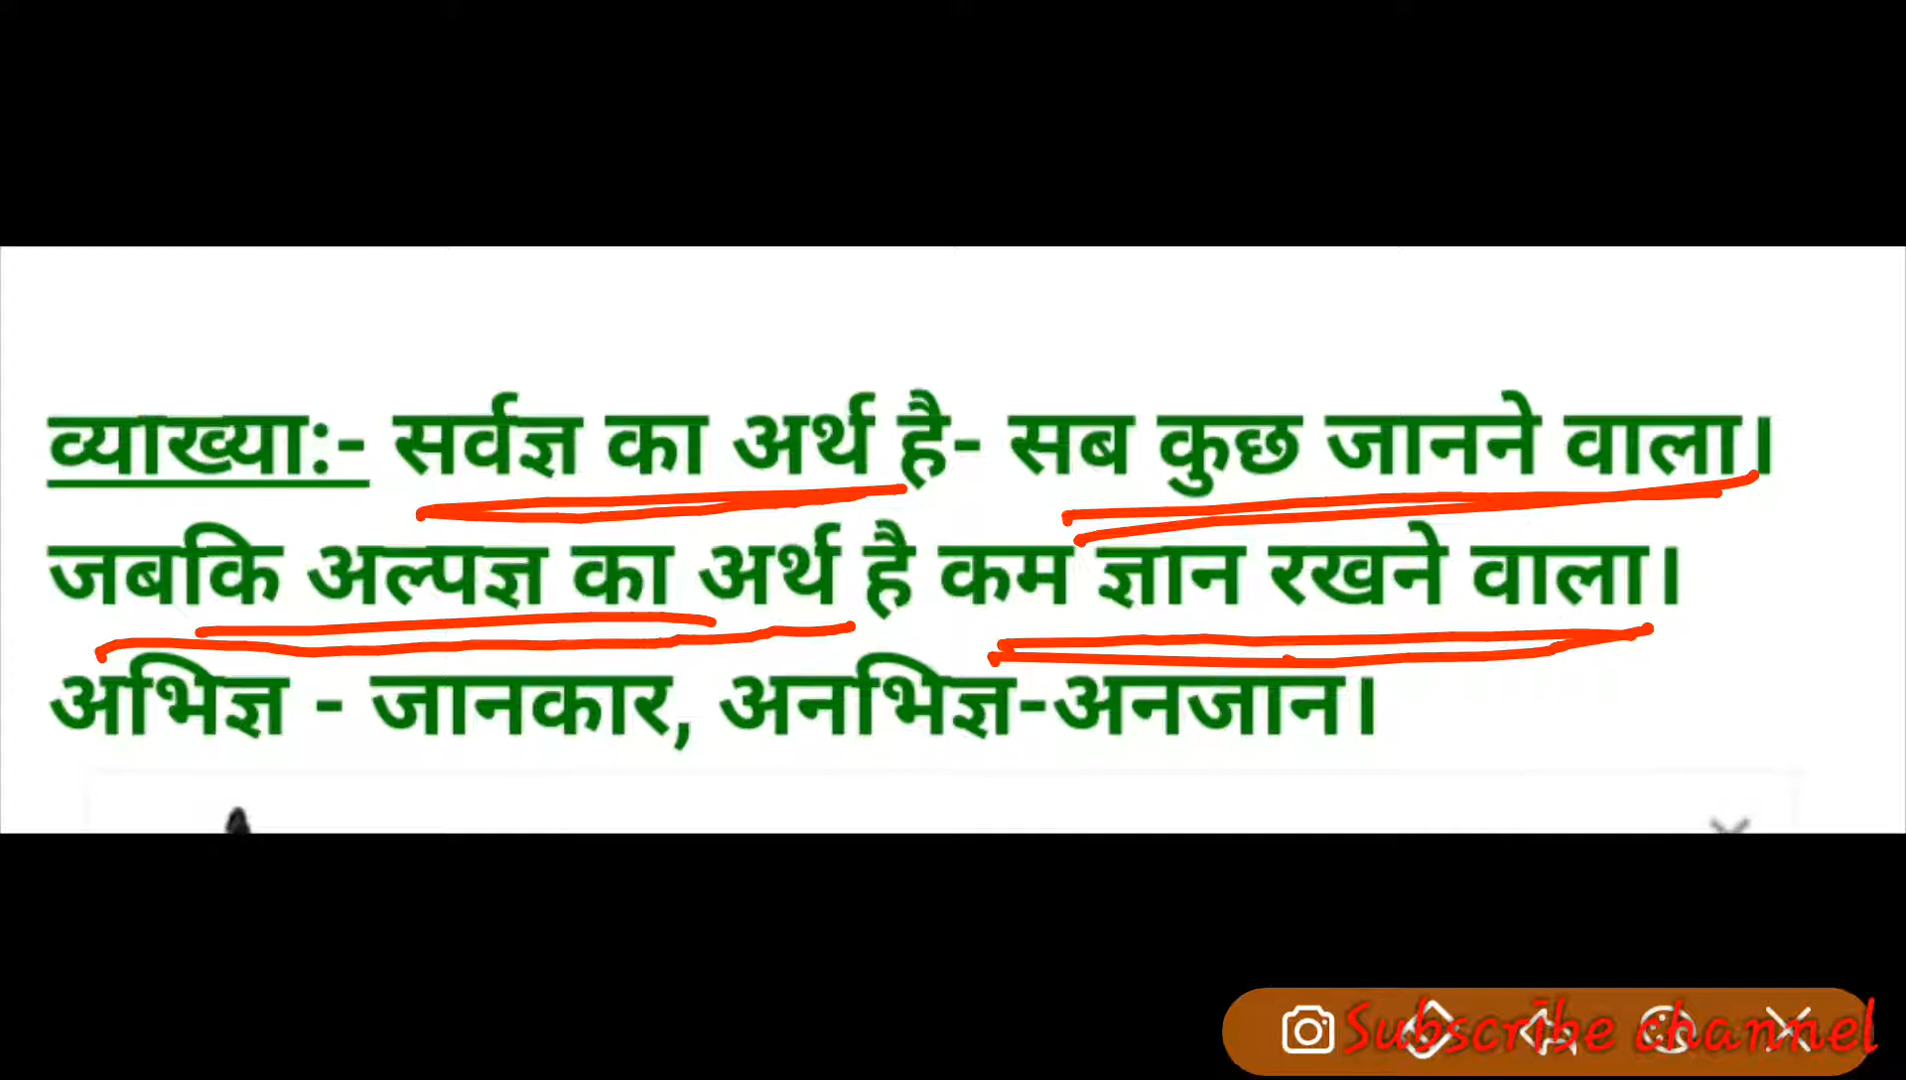 व्याख्या:- सर्वज्ञ का अर्थ है- सब कुछ जानने वाला।
जबकि अल्पज्ञ का अर्थ है कम ज्ञान रखने वाला।
अभिज्ञ - जानकार, अनभिज्ञ-अनजान।
Subscribe channel